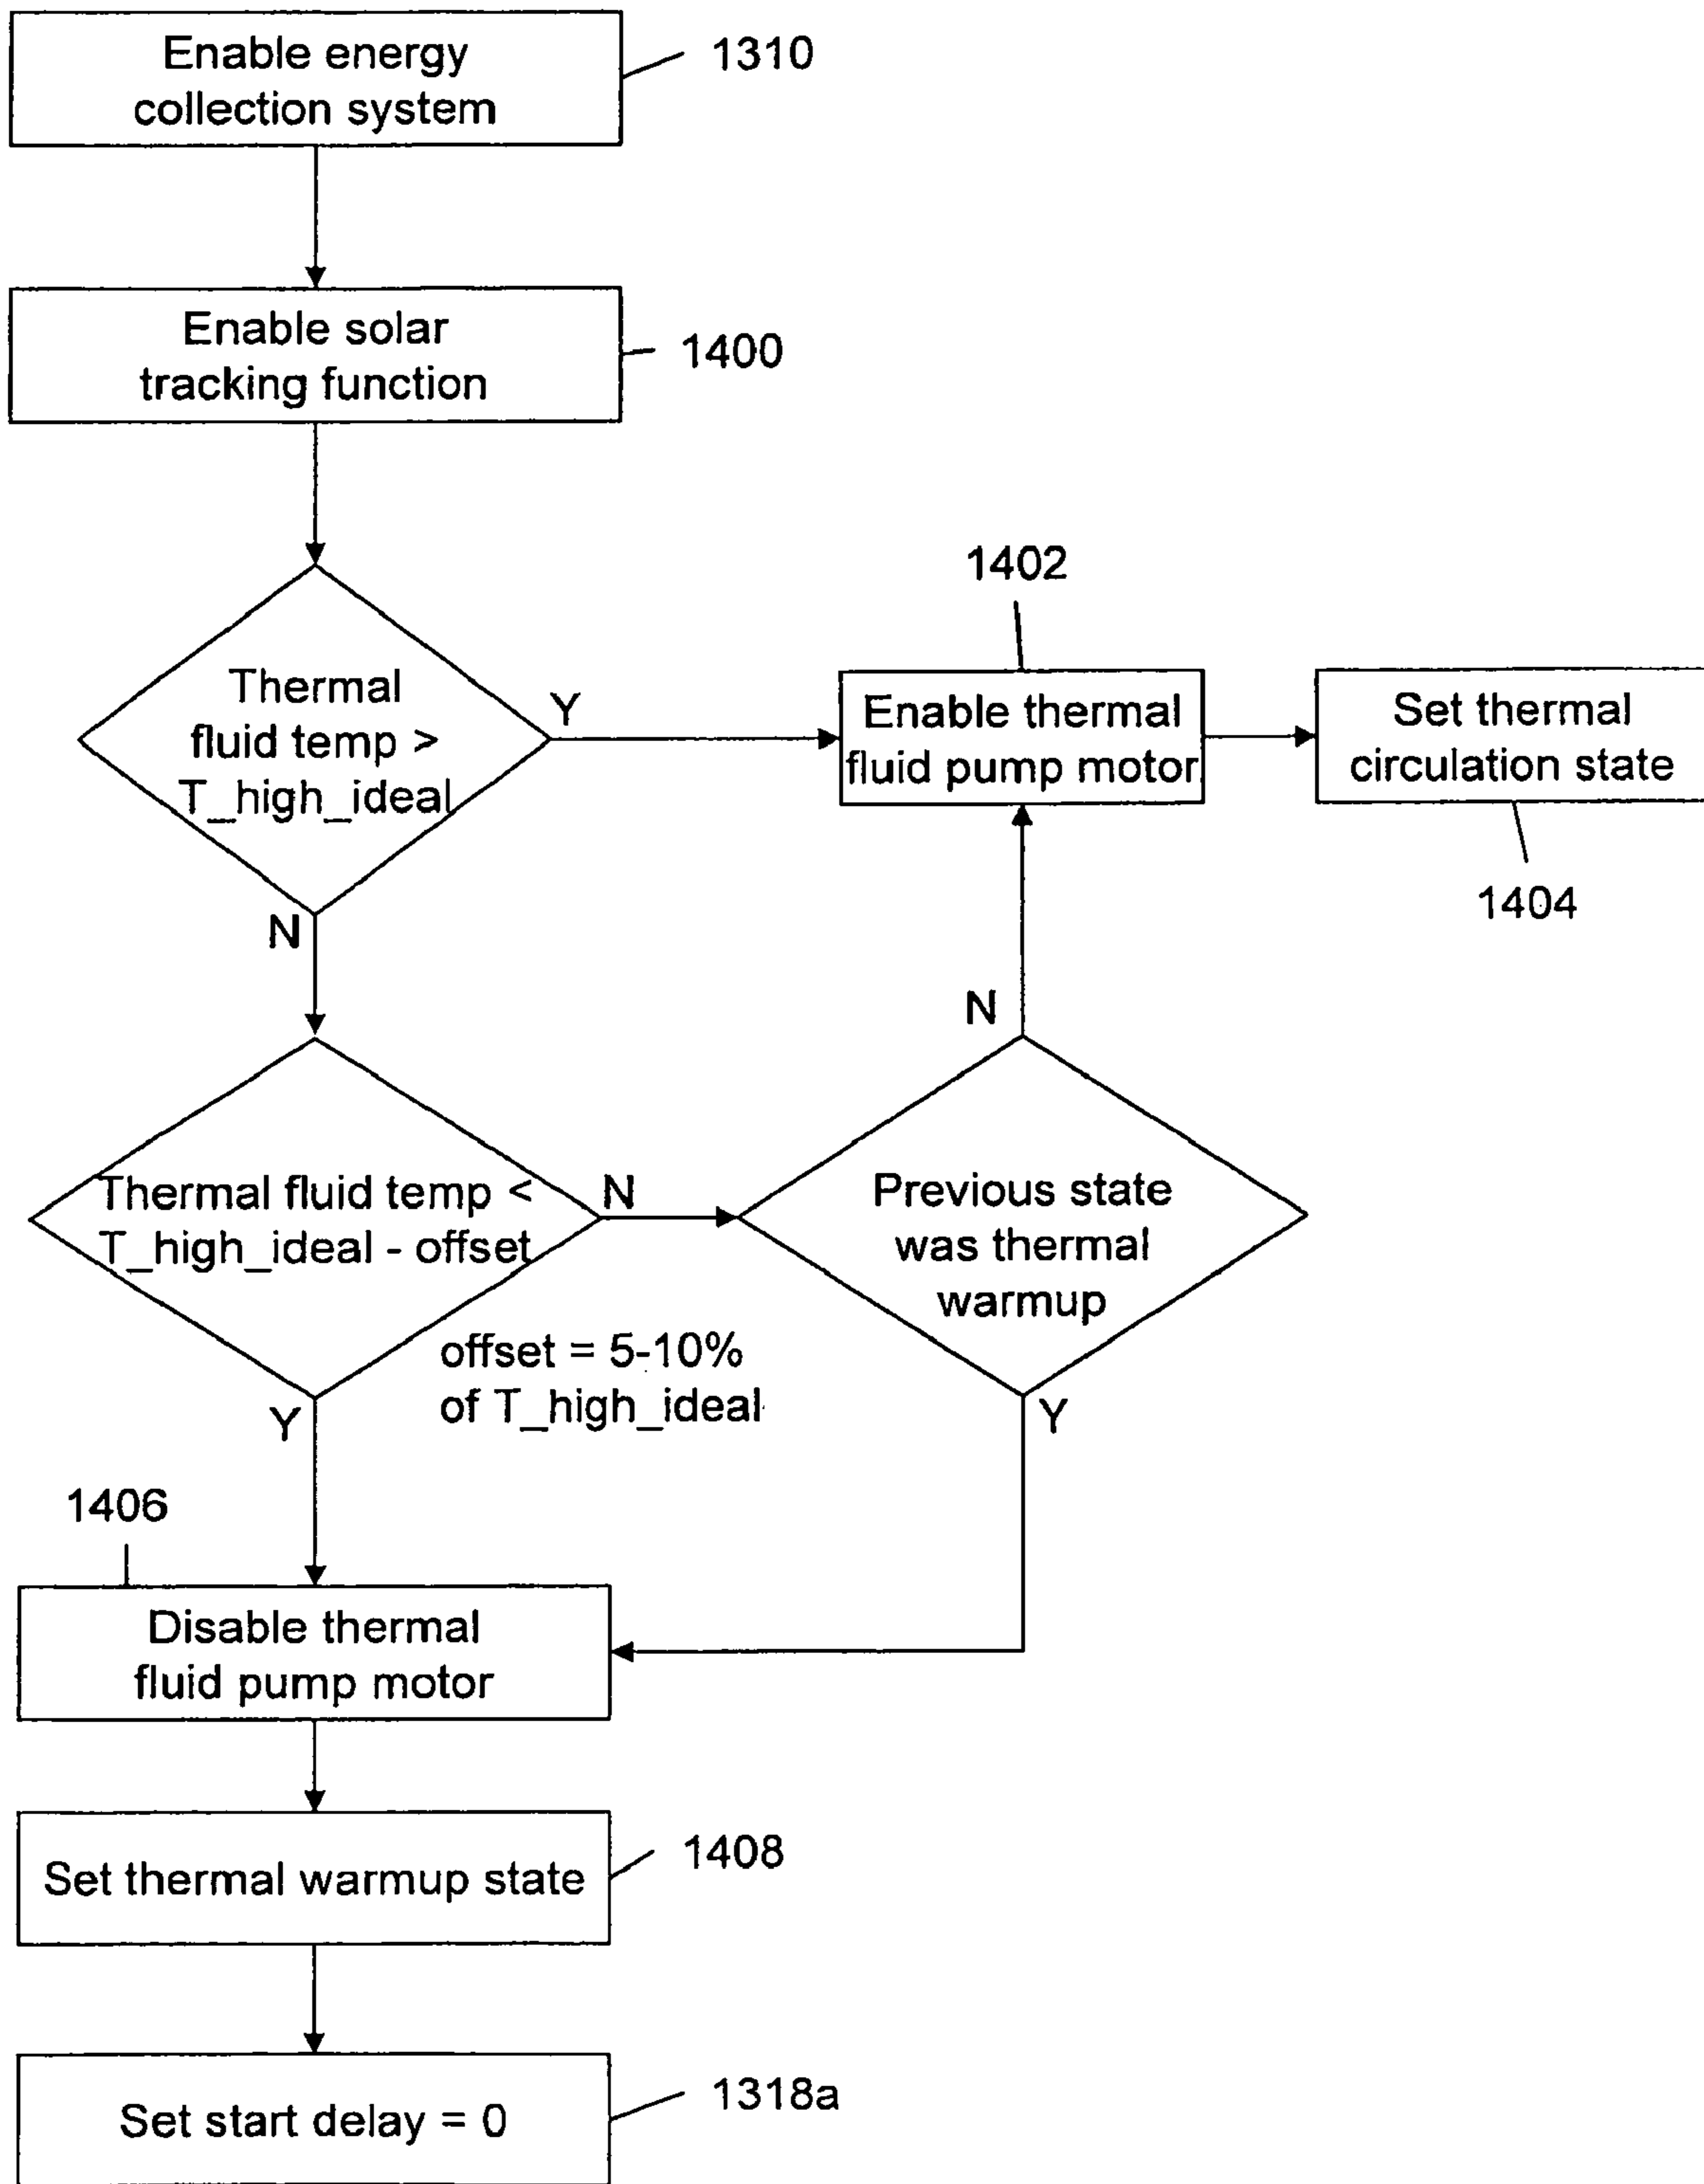 Enable energy
collection system
1310
Enable solar
tracking function
1400
Thermal
fluid temp >
T_high_ideal
Y
N
1402
Enable thermal
fluid pump motor
Set thermal
circulation state
1404
Thermal fluid temp <
T_high_ideal - offset
N
Y
offset = 5-10%
of T_high_ideal
Previous state
was thermal
warmup
N
Y
1406
Disable thermal
fluid pump motor
Set thermal warmup state
1408
Set start delay = 0
1318a